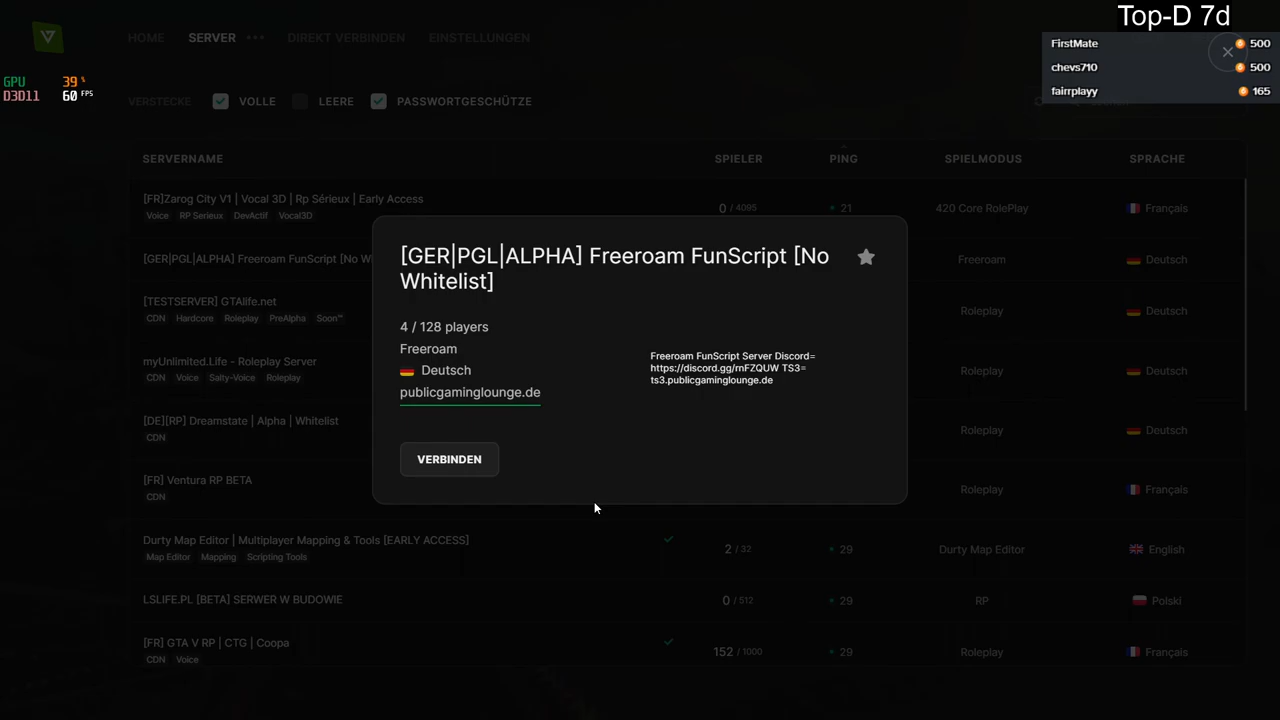 Top-D 7d
FirstMate 500
chevs710 500
fairrplayy 165
HOME SERVER ••• DIREKT VERBINDEN EINSTELLUNGEN
GPU 39 %
D3D11 60 FPS
VERSTECKE VOLLE LEERE PASSWORTGESCHÜTZE
SERVERNAME SPIELER PING SPIELMODUS SPRACHE
[FR]Zarog City V1 | Vocal 3D | Rp Sérieux | Early Access
Voice RP Serieux DevActif Vocal3D
0 / 4095 21 420 Core RolePlay Français
[GER|PGL|ALPHA] Freeroam FunScript [No W
Freeroam Deutsch
[TESTSERVER] GTAlife.net
CDN Hardcore Roleplay PreAlpha Soon™
Roleplay Deutsch
myUnlimited.Life - Roleplay Server
CDN Voice Salty-Voice Roleplay
Roleplay Deutsch
[DE][RP] Dreamstate | Alpha | Whitelist
CDN
Roleplay Deutsch
[FR] Ventura RP BETA
CDN
Roleplay Français
Durty Map Editor | Multiplayer Mapping & Tools [EARLY ACCESS]
Map Editor Mapping Scripting Tools
2 / 32 29 Durty Map Editor English
LSLIFE.PL [BETA] SERWER W BUDOWIE
0 / 512 29 RP Polski
[FR] GTA V RP | CTG | Coopa
CDN Voice
152 / 1000 29 Roleplay Français
[GER|PGL|ALPHA] Freeroam FunScript [No
Whitelist]
4 / 128 players
Freeroam
Deutsch
publicgaminglounge.de
Freeroam FunScript Server Discord=
https://discord.gg/rnFZQUW TS3=
ts3.publicgaminglounge.de
VERBINDEN